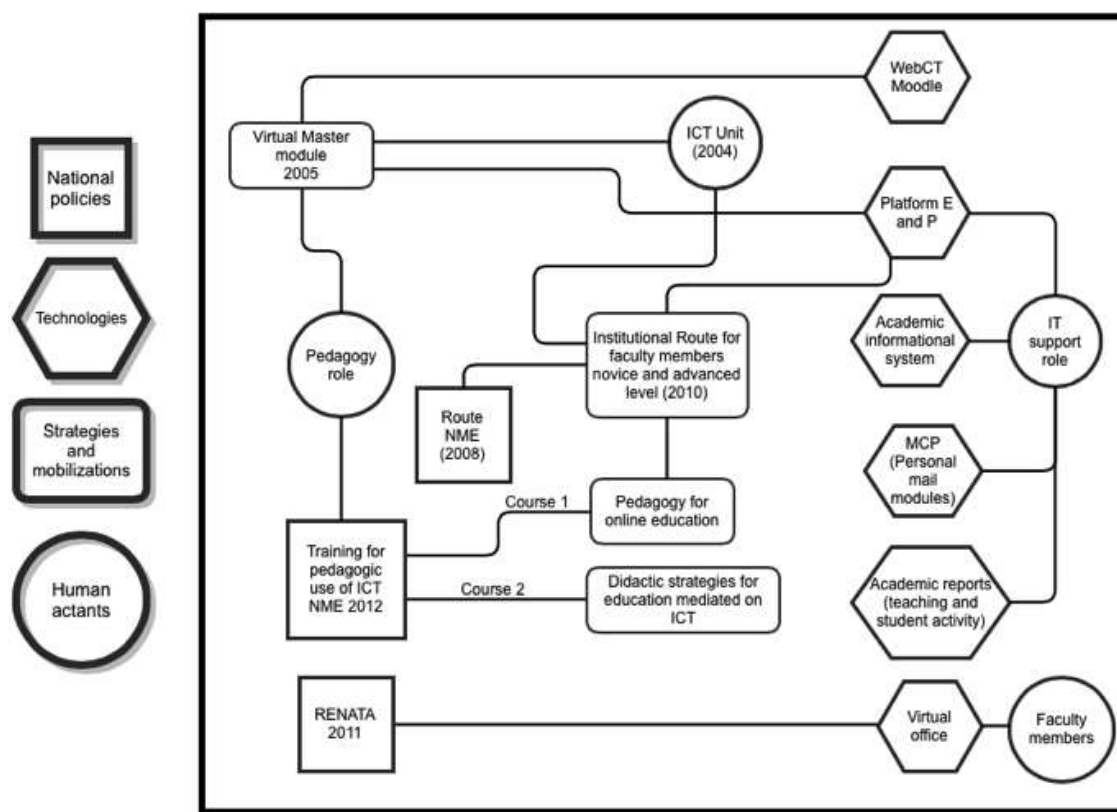 National
policies
Technologies
Strategies
and
mobilizations
Human
actants
WebCT
Moodle
Virtual Master
module
2005
ICT Unit
(2004)
Platform E
and P
Pedagogy
role
Institutional Route for
faculty members
novice and advanced
level (2010)
Academic
informational
system
IT
support
role
Route
NME
(2008)
MCP
(Personal
mail
modules)
Course 1
Pedagogy for
online education
Training for
pedagogic
use of ICT
NME 2012
Course 2
Didactic strategies for
education mediated on
ICT
Academic reports
(teaching and
student activity)
RENATA
2011
Virtual
office
Faculty
members